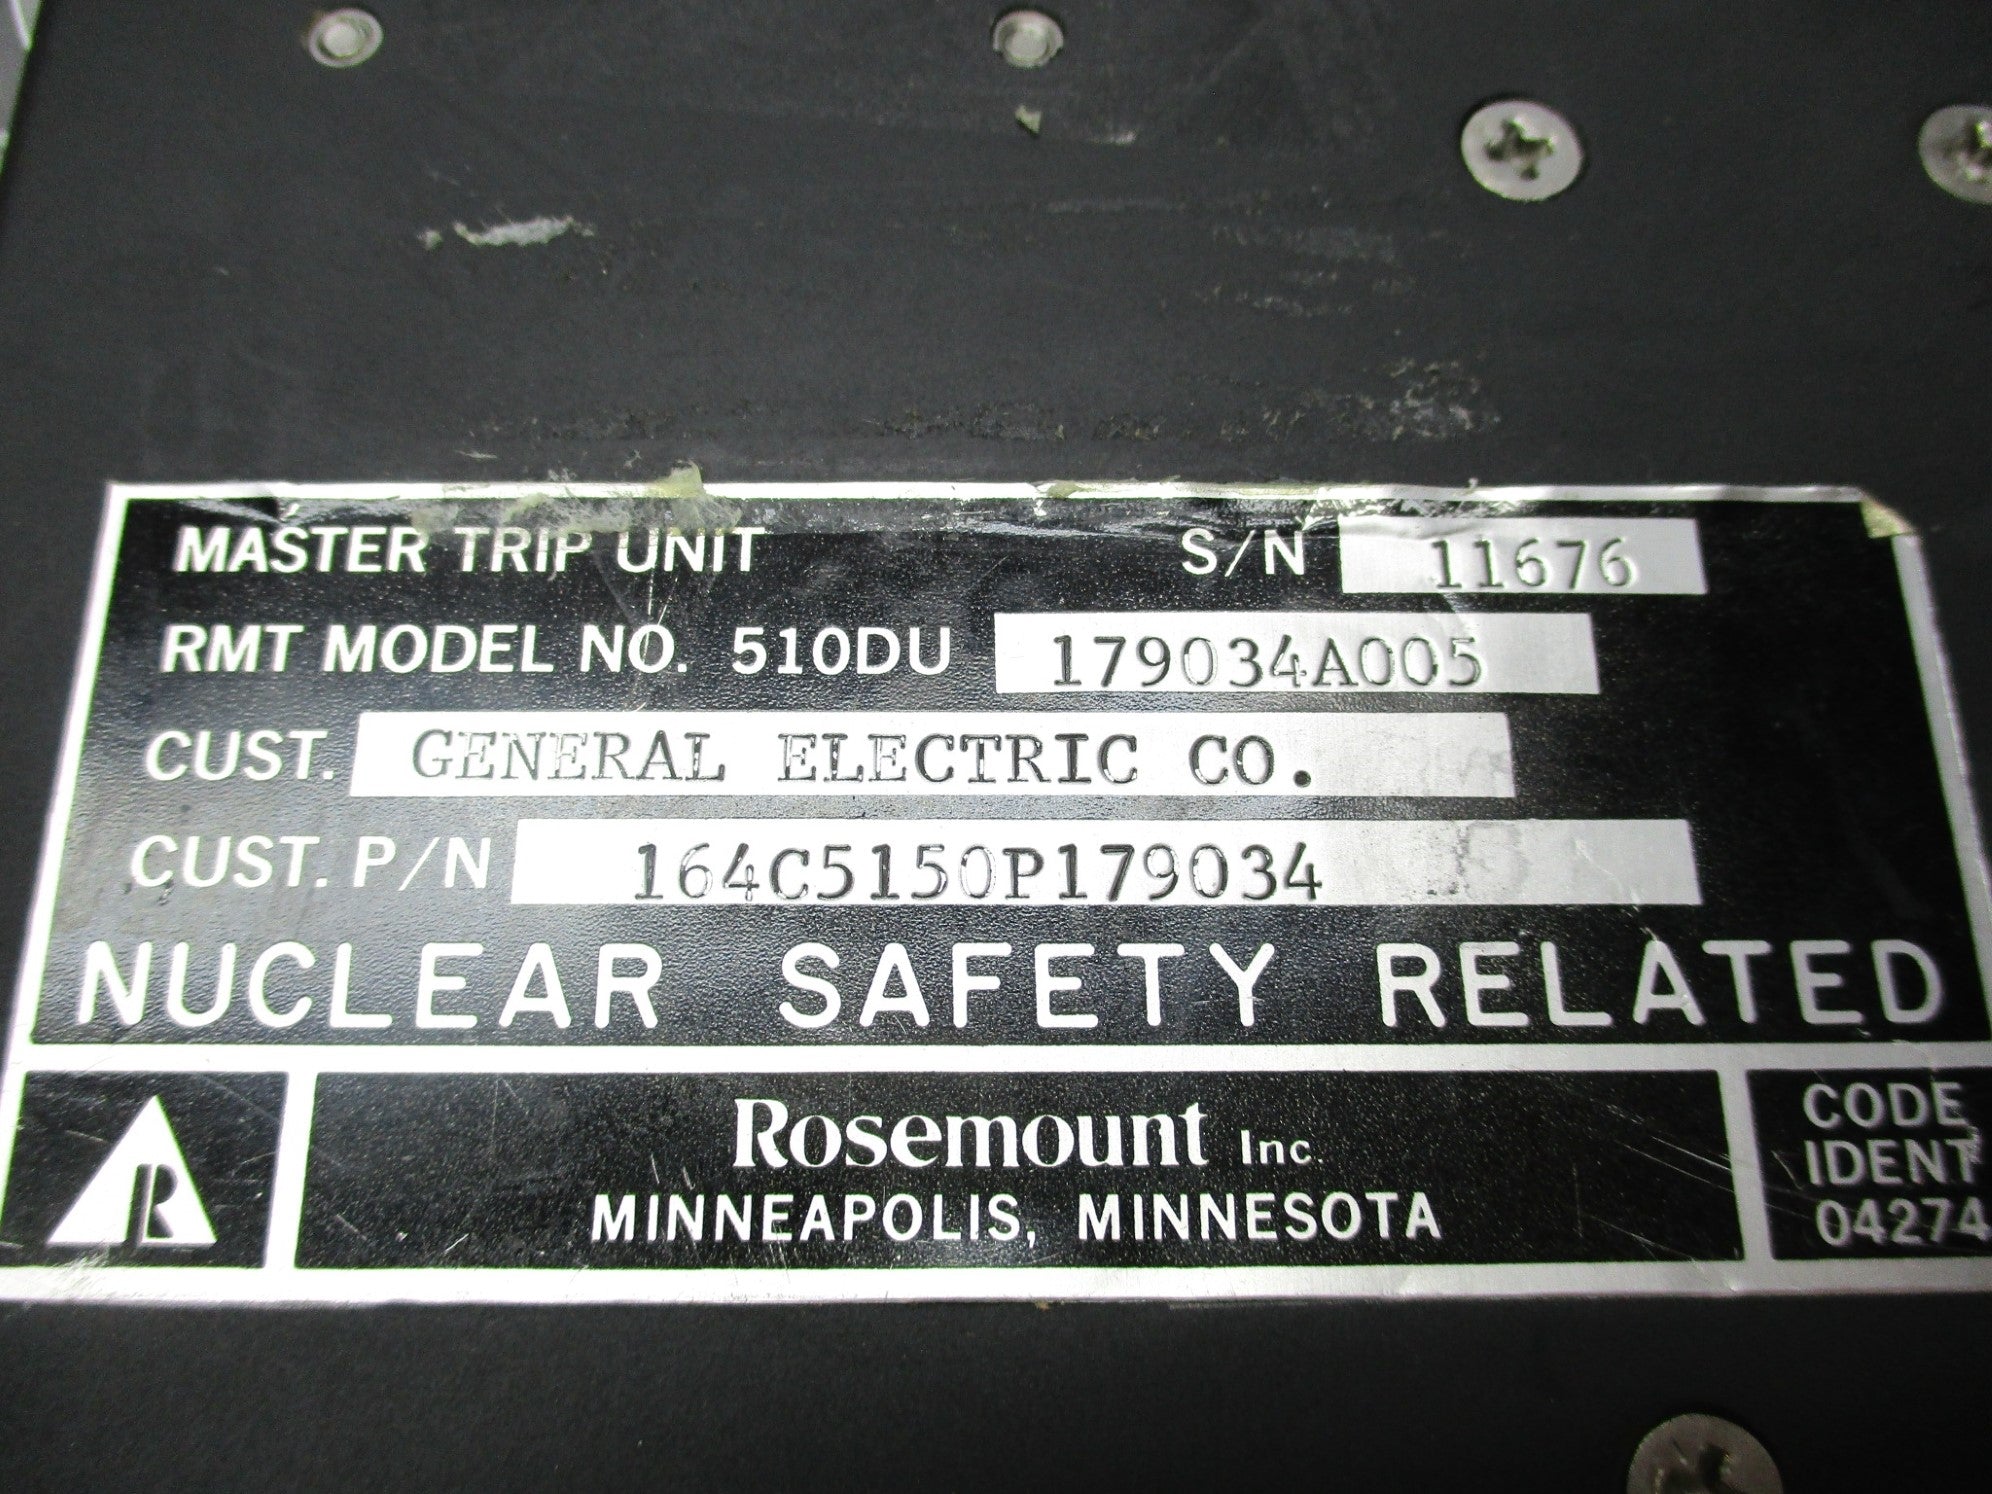 MASTER TRIP UNIT S/N 11676
RMT MODEL NO. 510DU 179034A005
CUST. GENERAL ELECTRIC CO.
CUST. P/N 164C5150P179034
NUCLEAR SAFETY RELATED
R
Rosemount Inc.
MINNEAPOLIS, MINNESOTA
CODE
IDENT
04274